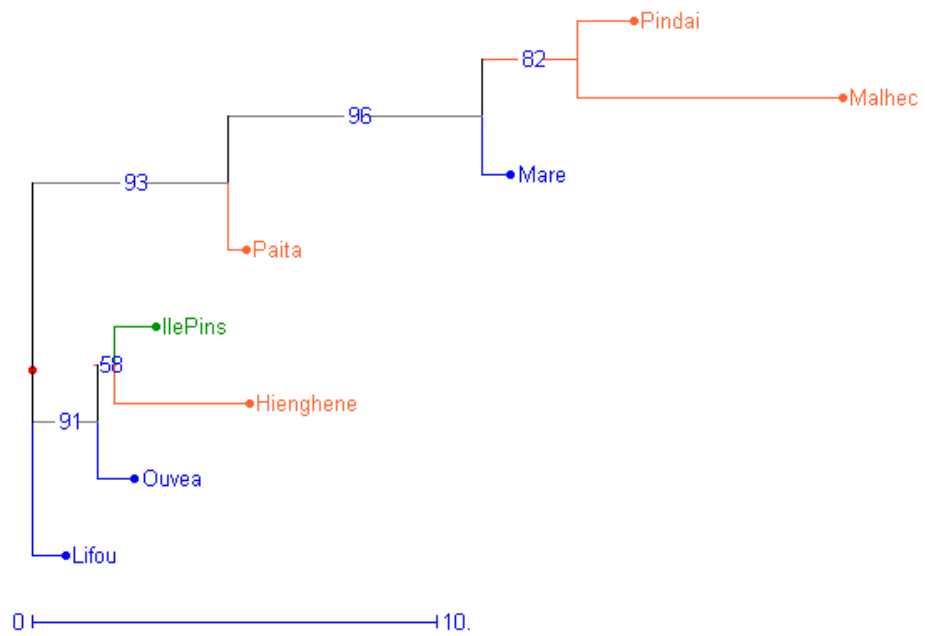 Pindai
82
Malhec
96
Mare
93
Paita
IlePins
58
Hienghene
91
Ouvea
Lifou
0 10.